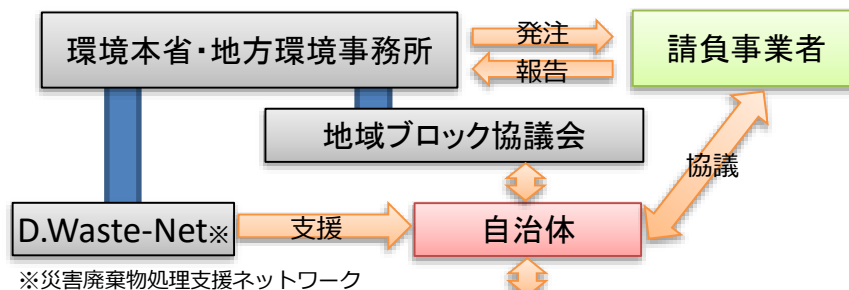 環境本省・地方環境事務所
発注
報告
請負事業者
地域ブロック協議会
協議
D.Waste-Net※
支援
自治体
※災害廃棄物処理支援ネットワーク